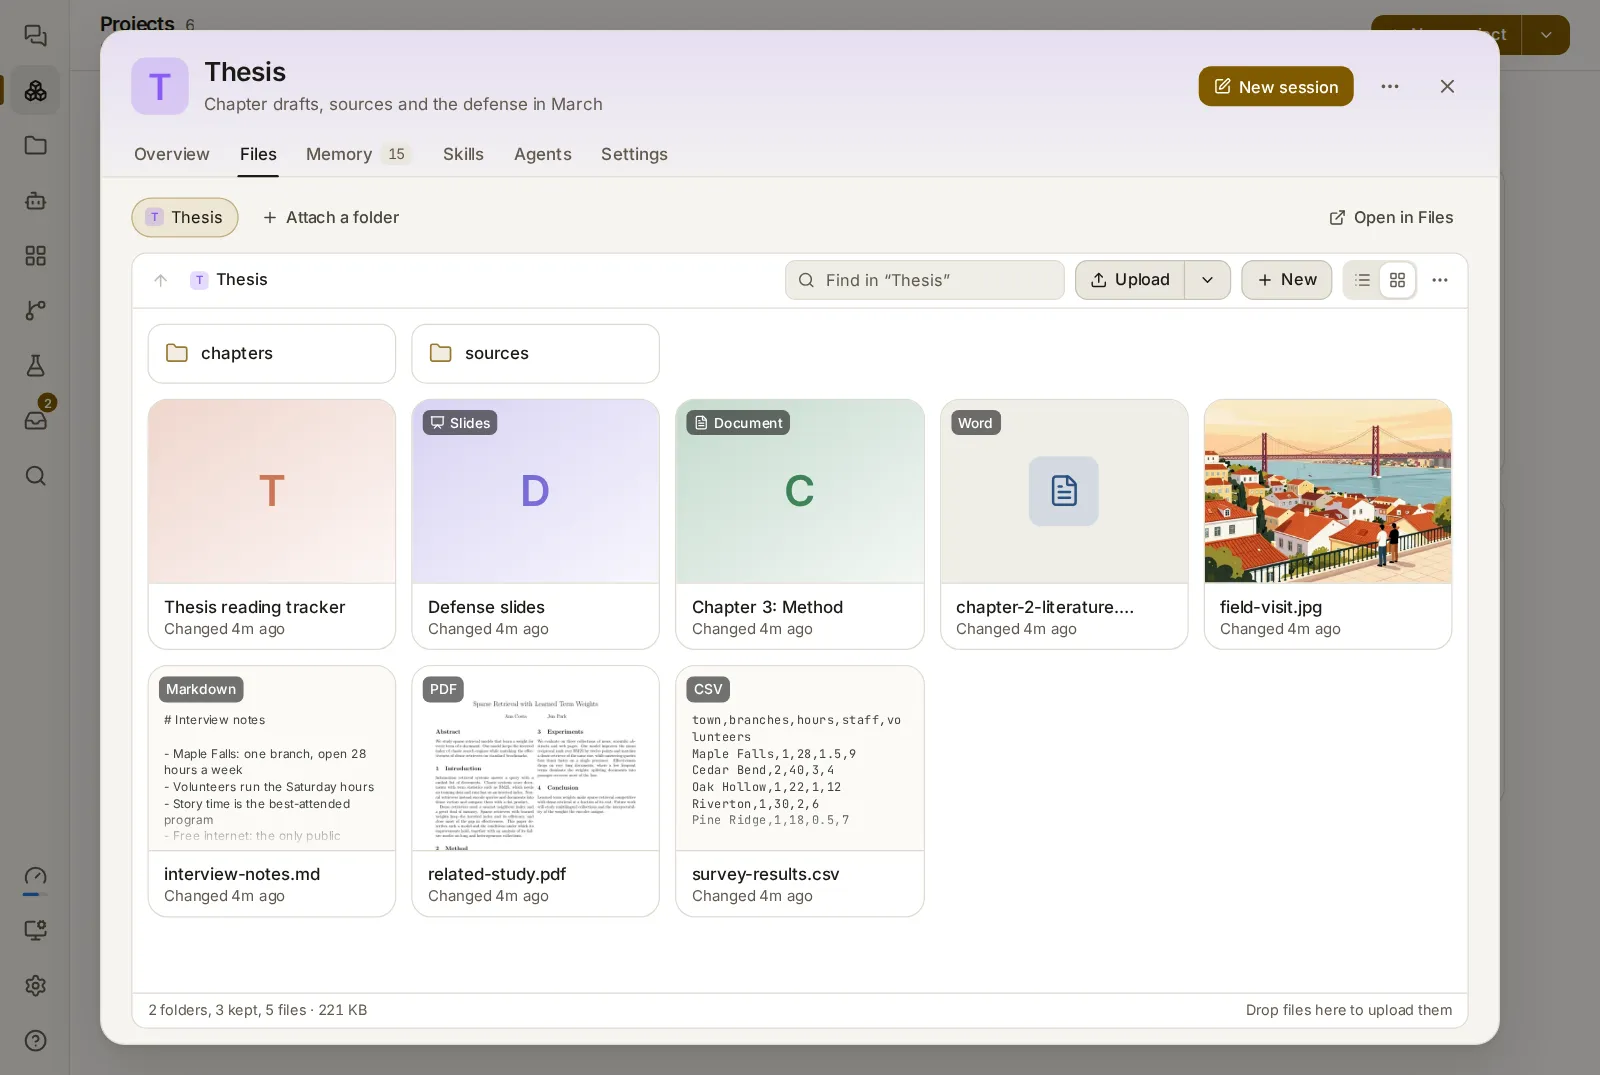 Projects 6
Thesis
Chapter drafts, sources and the defense in March
New session
Overview
Files
Memory 15
Skills
Agents
Settings
T Thesis
Attach a folder
Open in Files
T Thesis
Find in “Thesis”
Upload
New
chapters
sources
T
Thesis reading tracker
Changed 4m ago
Slides
D
Defense slides
Changed 4m ago
Document
C
Chapter 3: Method
Changed 4m ago
Word
chapter-2-literature....
Changed 4m ago
field-visit.jpg
Changed 4m ago
Markdown
# Interview notes
- Maple Falls: one branch, open 28
hours a week
- Volunteers run the Saturday hours
- Story time is the best-attended
program
- Free internet: the only public
interview-notes.md
Changed 4m ago
PDF
Sparse Retrieval with Learned Term Weights
Abstract
1 Introduction
2 Method
3 Experiments
4 Conclusion
related-study.pdf
Changed 4m ago
CSV
town,branches,hours,staff,vo
lunteers
Maple Falls,1,28,1.5,9
Cedar Bend,2,40,3,4
Oak Hollow,1,22,1,12
Riverton,1,30,2,6
Pine Ridge,1,18,0.5,7
survey-results.csv
Changed 4m ago
2 folders, 3 kept, 5 files · 221 KB
Drop files here to upload them
2
T